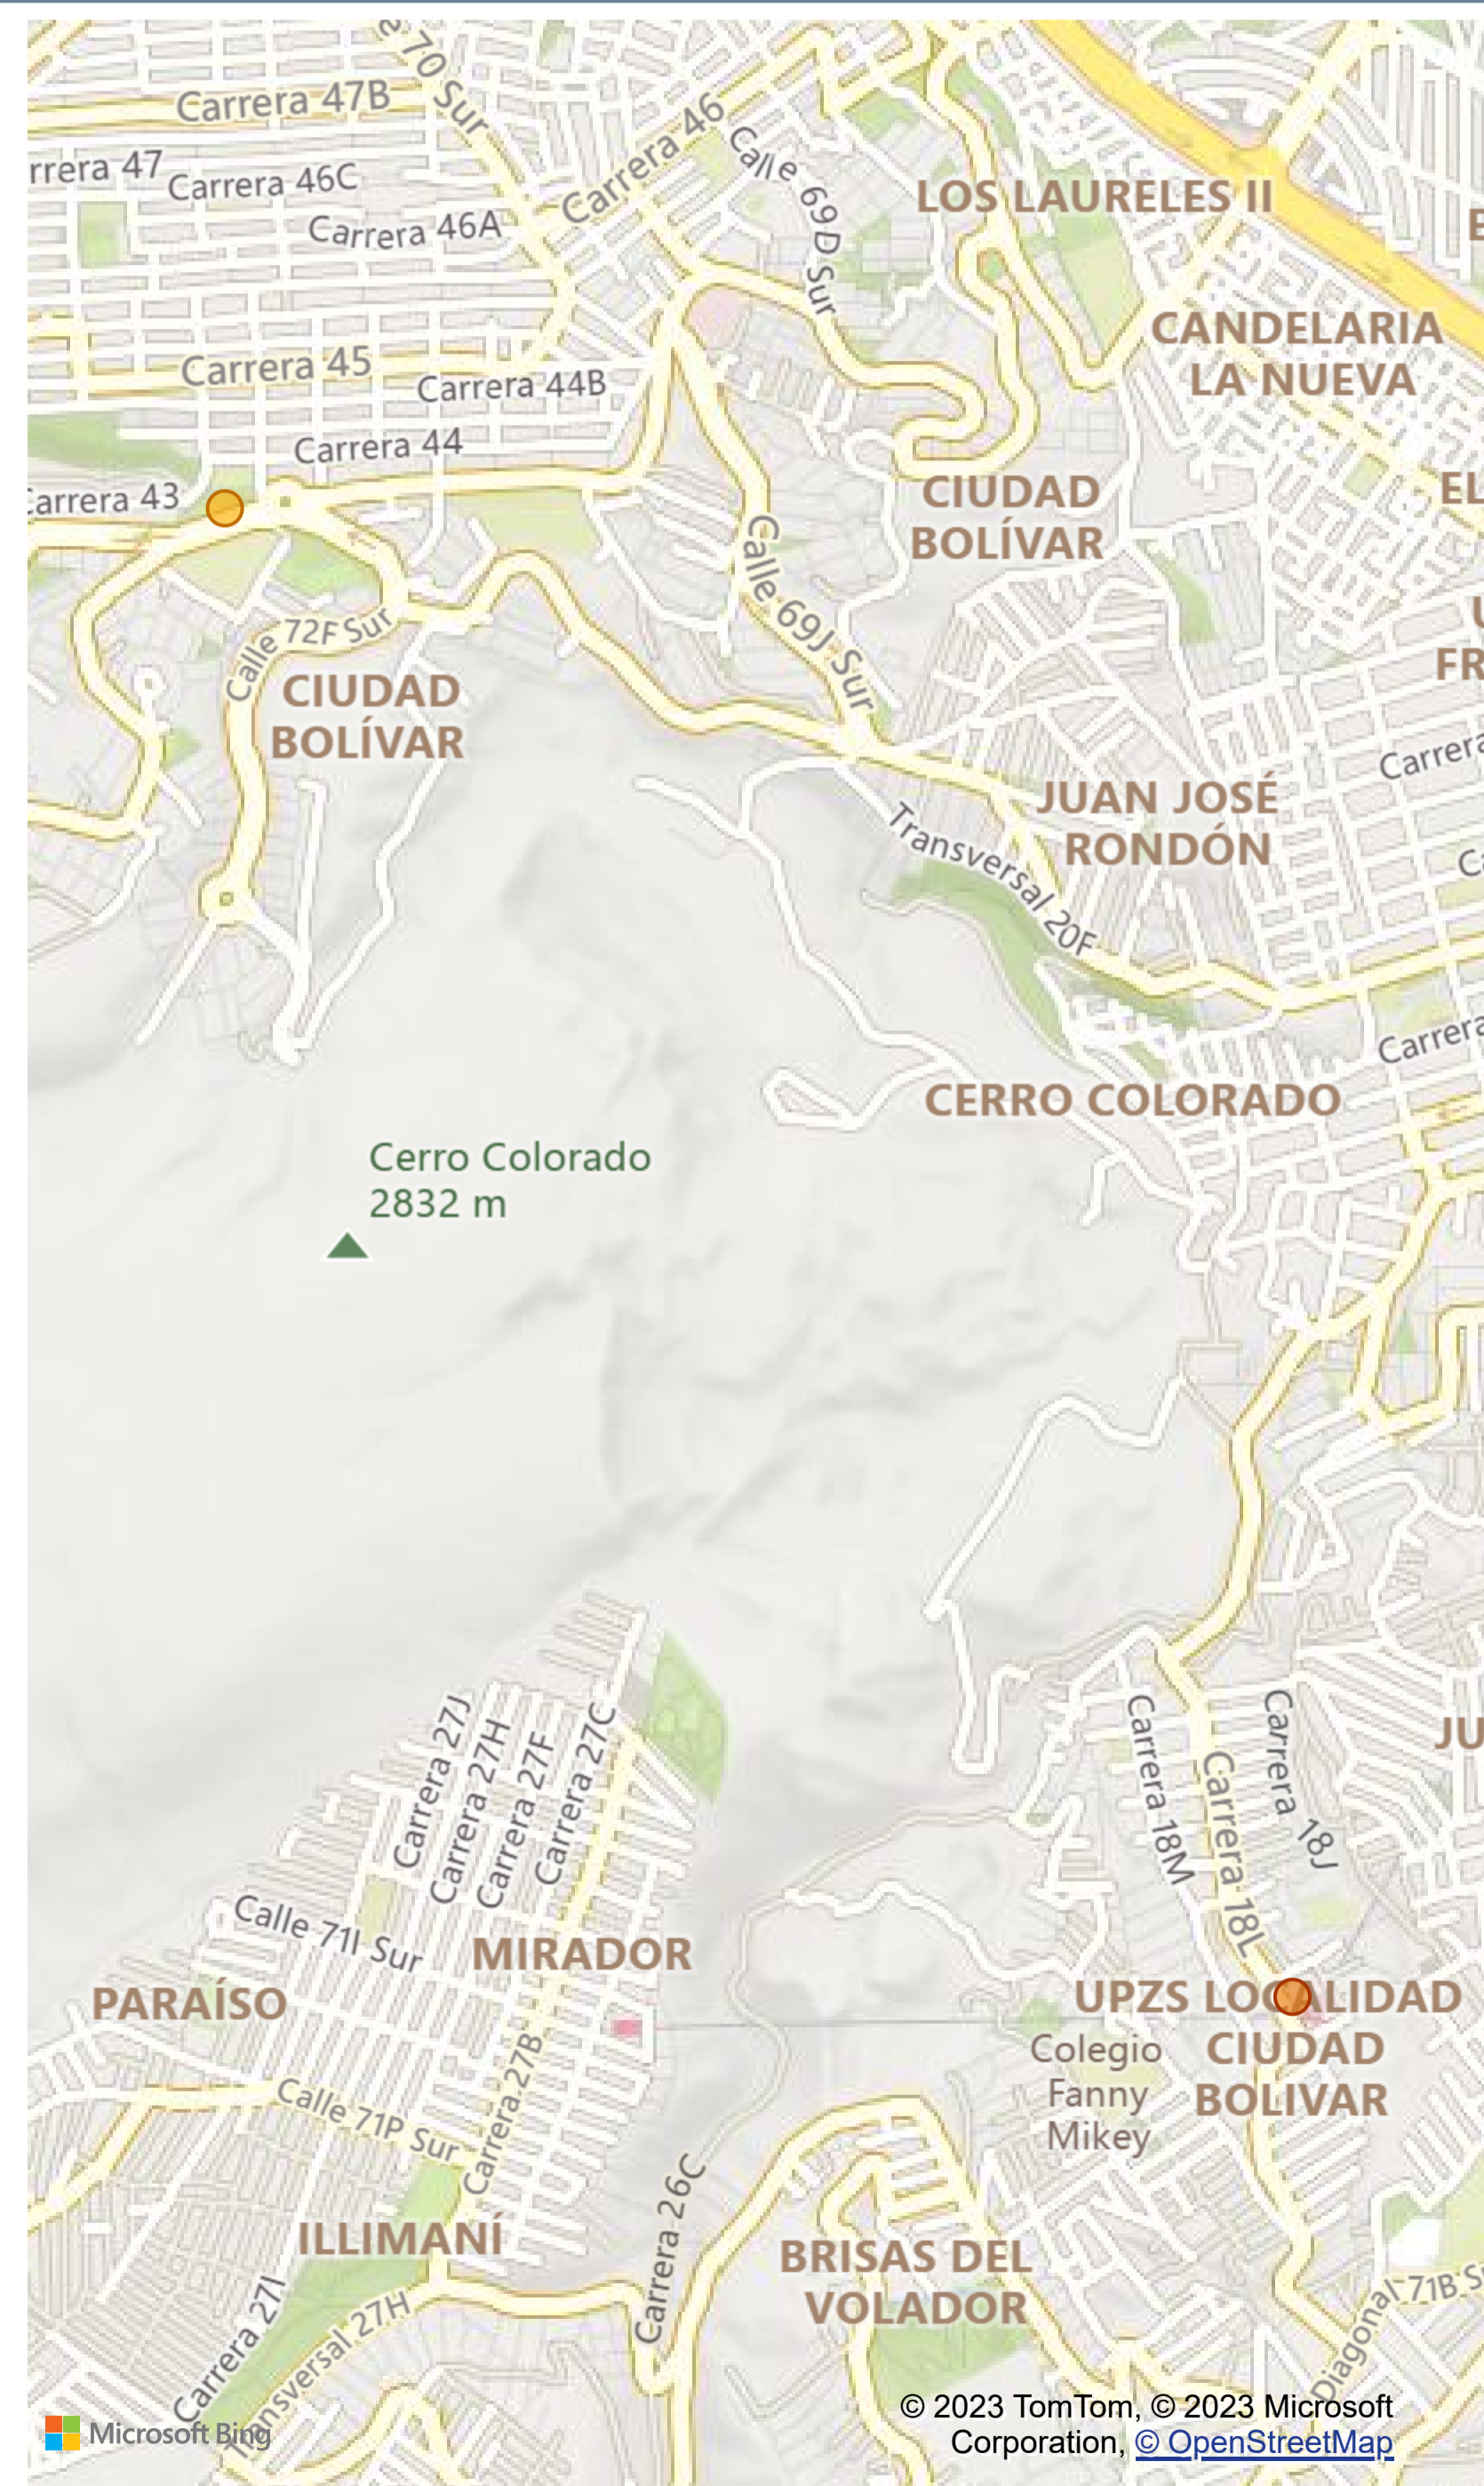 70 Sur
Carrera 47B
Carrera 46
rrera 47
Carrera 46C
Calle 69D Sur
Carrera 46A
LOS LAURELES II
CANDELARIA
LA NUEVA
Carrera 45
Carrera 44B
Carrera 44
Carrera 43
CIUDAD
BOLÍVAR
EL
Calle 69J Sur
Calle 72F Sur
FR
CIUDAD
BOLÍVAR
Carrera
JUAN JOSÉ
RONDÓN
Transversal 20F
Carrera
CERRO COLORADO
Cerro Colorado
2832 m
Carrera 27J
Carrera 27H
Carrera 27F
Carrera 27C
Carrera 18M
Carrera 18L
Carrera 18J
JU
Calle 71I Sur
MIRADOR
PARAÍSO
UPZS LOCALIDAD
CIUDAD
BOLIVAR
Colegio
Fanny
Mikey
Calle 71P Sur
Carrera 27B
Carrera 26C
ILLIMANÍ
BRISAS DEL
VOLADOR
Carrera 27I
Transversal 27H
Diagonal 71B S
© 2023 TomTom, © 2023 Microsoft
Corporation, © OpenStreetMap
Microsoft Bing